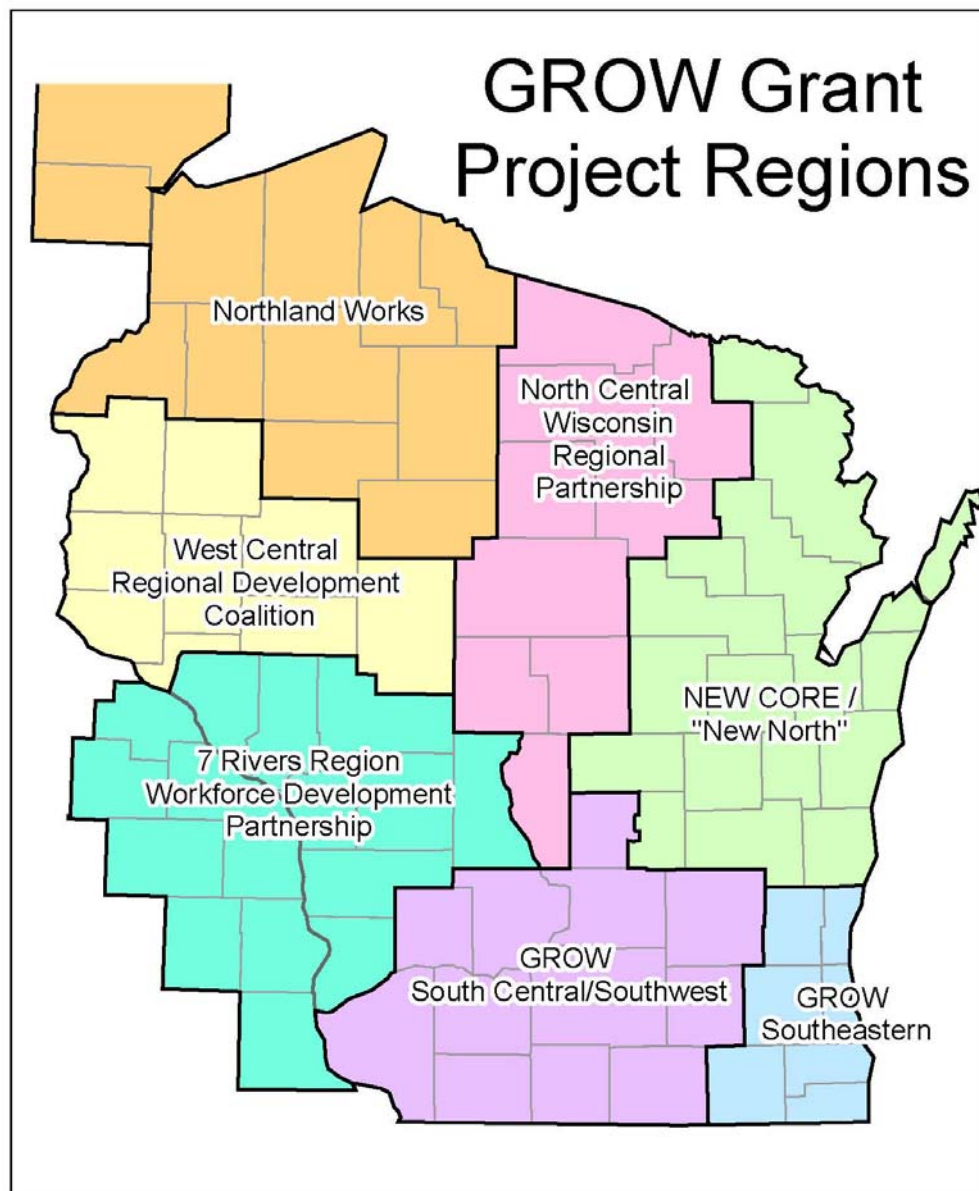 GROW Grant
Project Regions
Northland Works
North Central
Wisconsin
Regional
Partnership
West Central
Regional Development
Coalition
NEW CORE /
"New North"
7 Rivers Region
Workforce Development
Partnership
GROW
South Central/Southwest
GROW
Southeastern